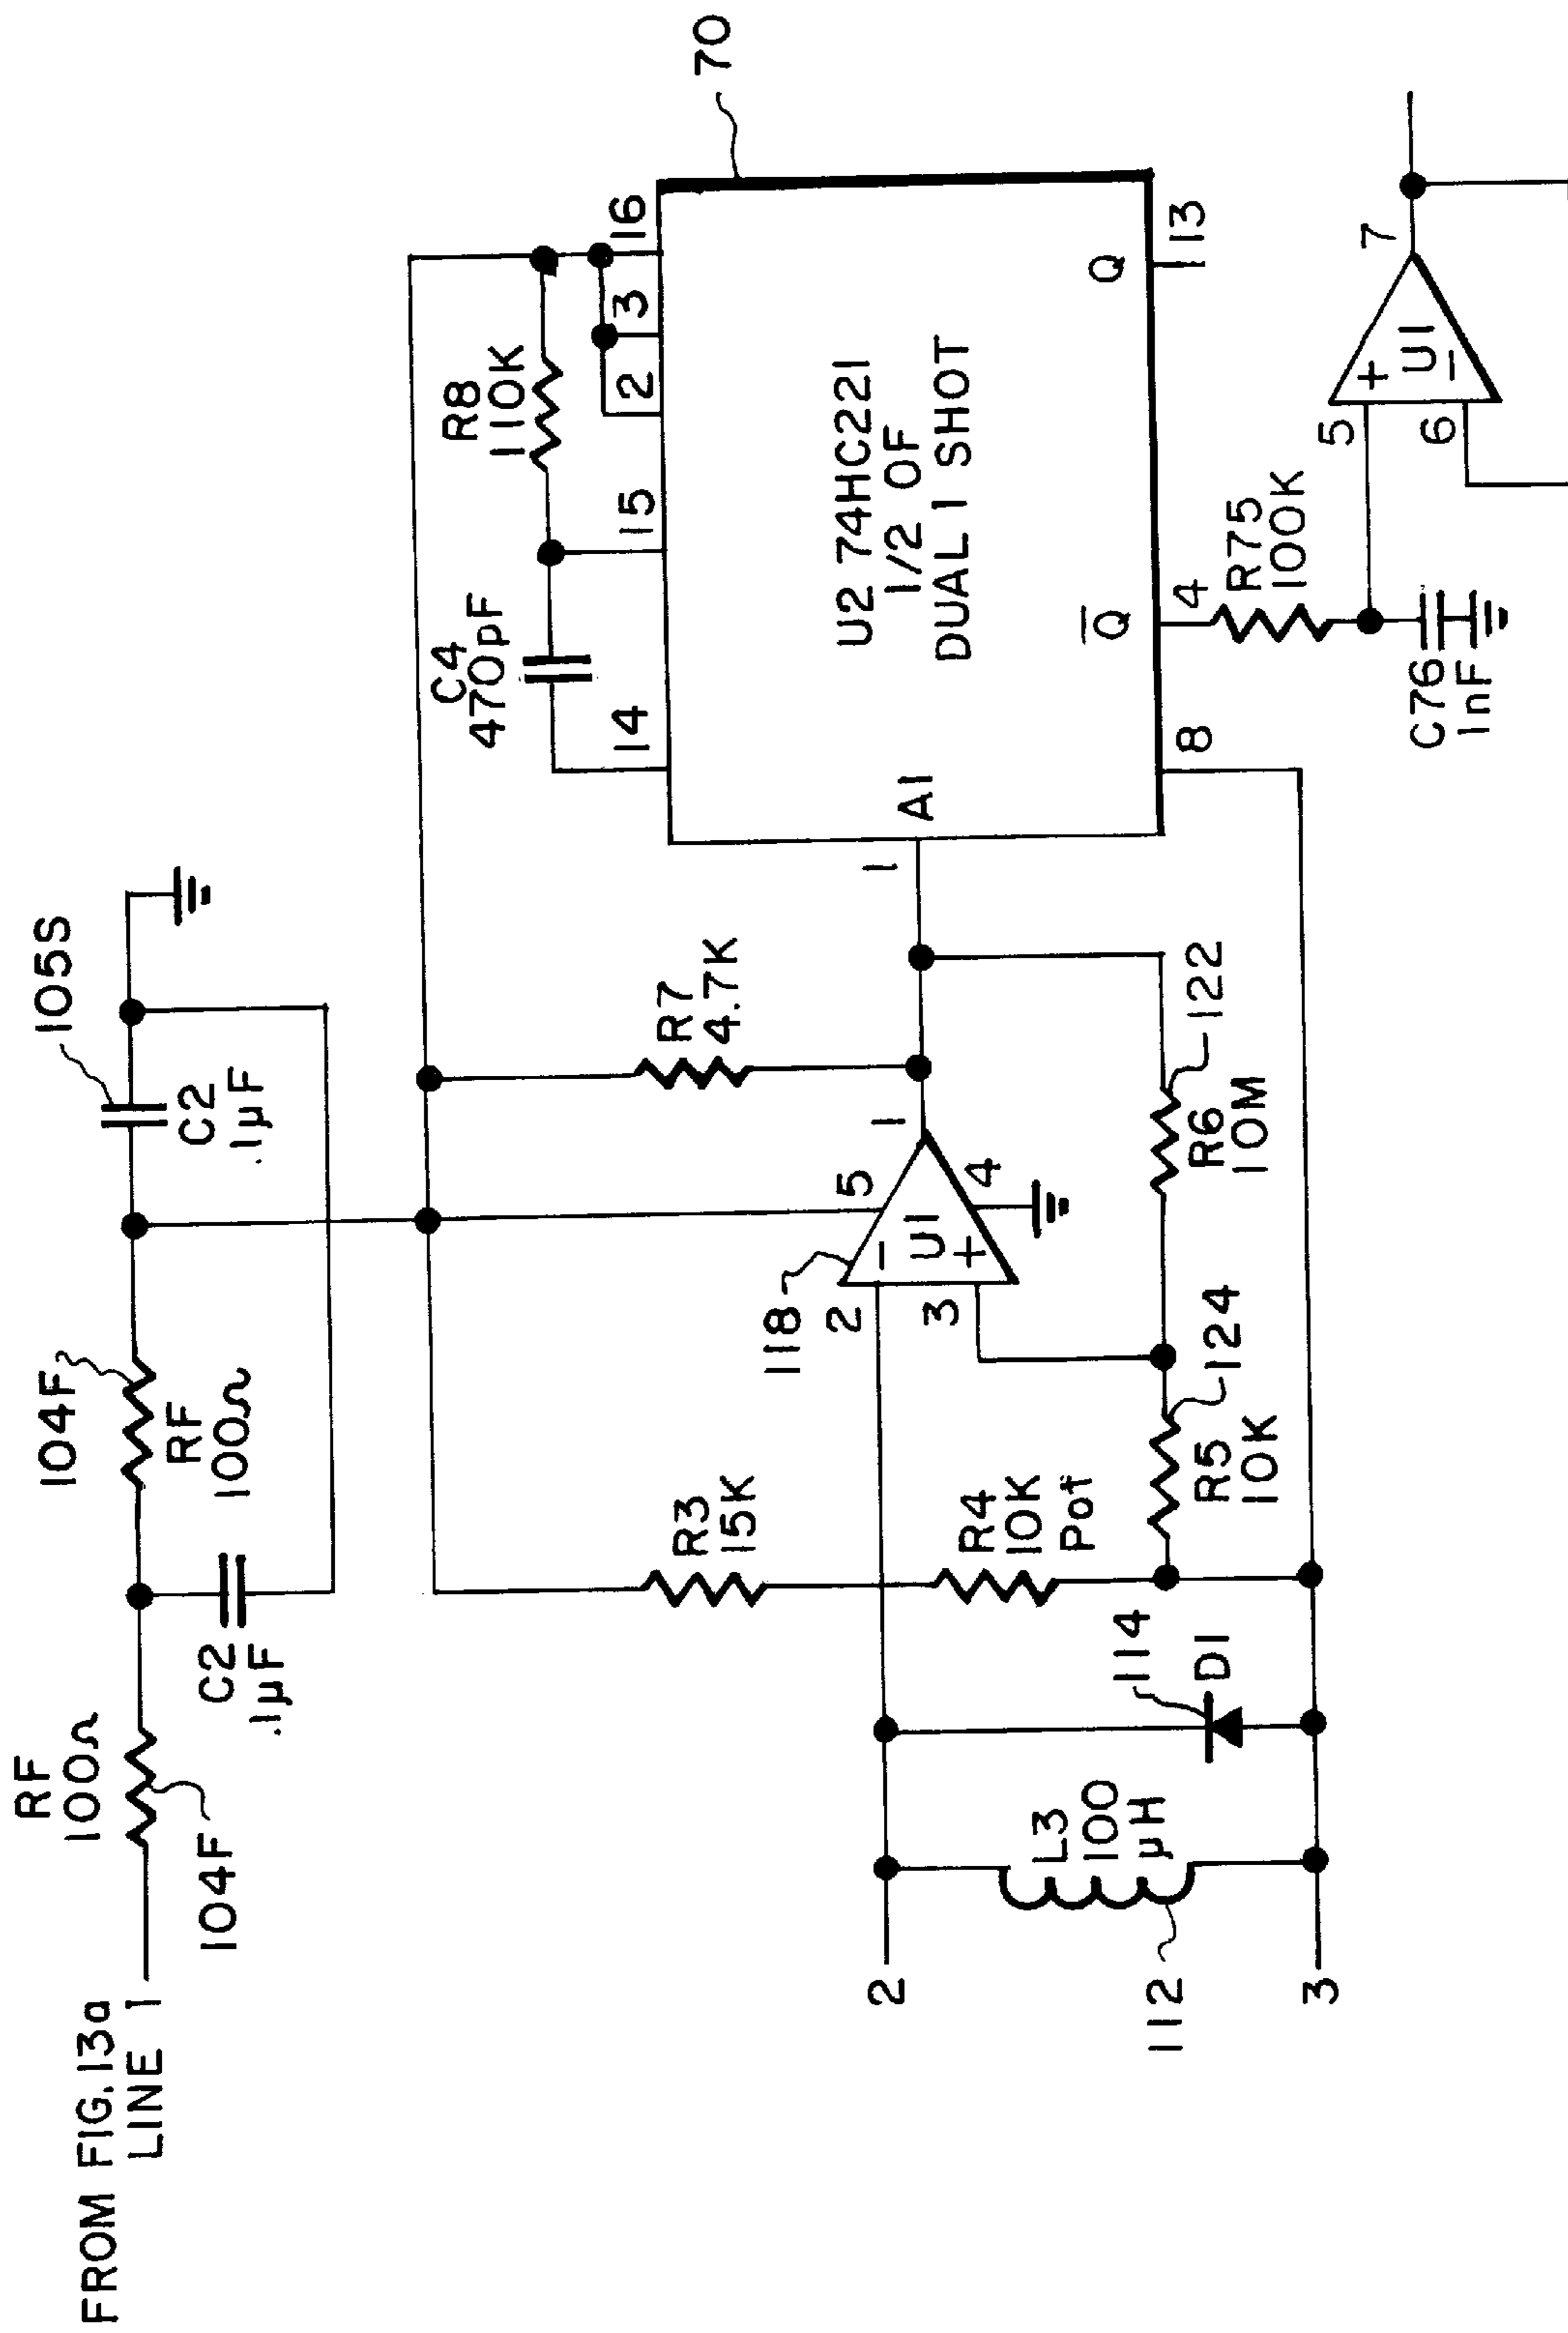 FROM FIG.13a
LINE 1
RF
100Ω
104F
104F
RF
100Ω
C2
.1µF
105S
C2
.1µF
R3
15K
R4
10K
Pot
R5
10K
124
R6
10M
122
R7
4.7K
118
2
3
5
4
1
U1
-
+
1
A1
2
3
112
L3
100
µH
114
D1
C4
470pF
R8
110K
14
15
2
3
16
70
U2 74HC221
1/2 OF
DUAL 1 SHOT
Q
Q
8
4
13
R75
100K
C76
1nF
5
6
7
U1
+
-